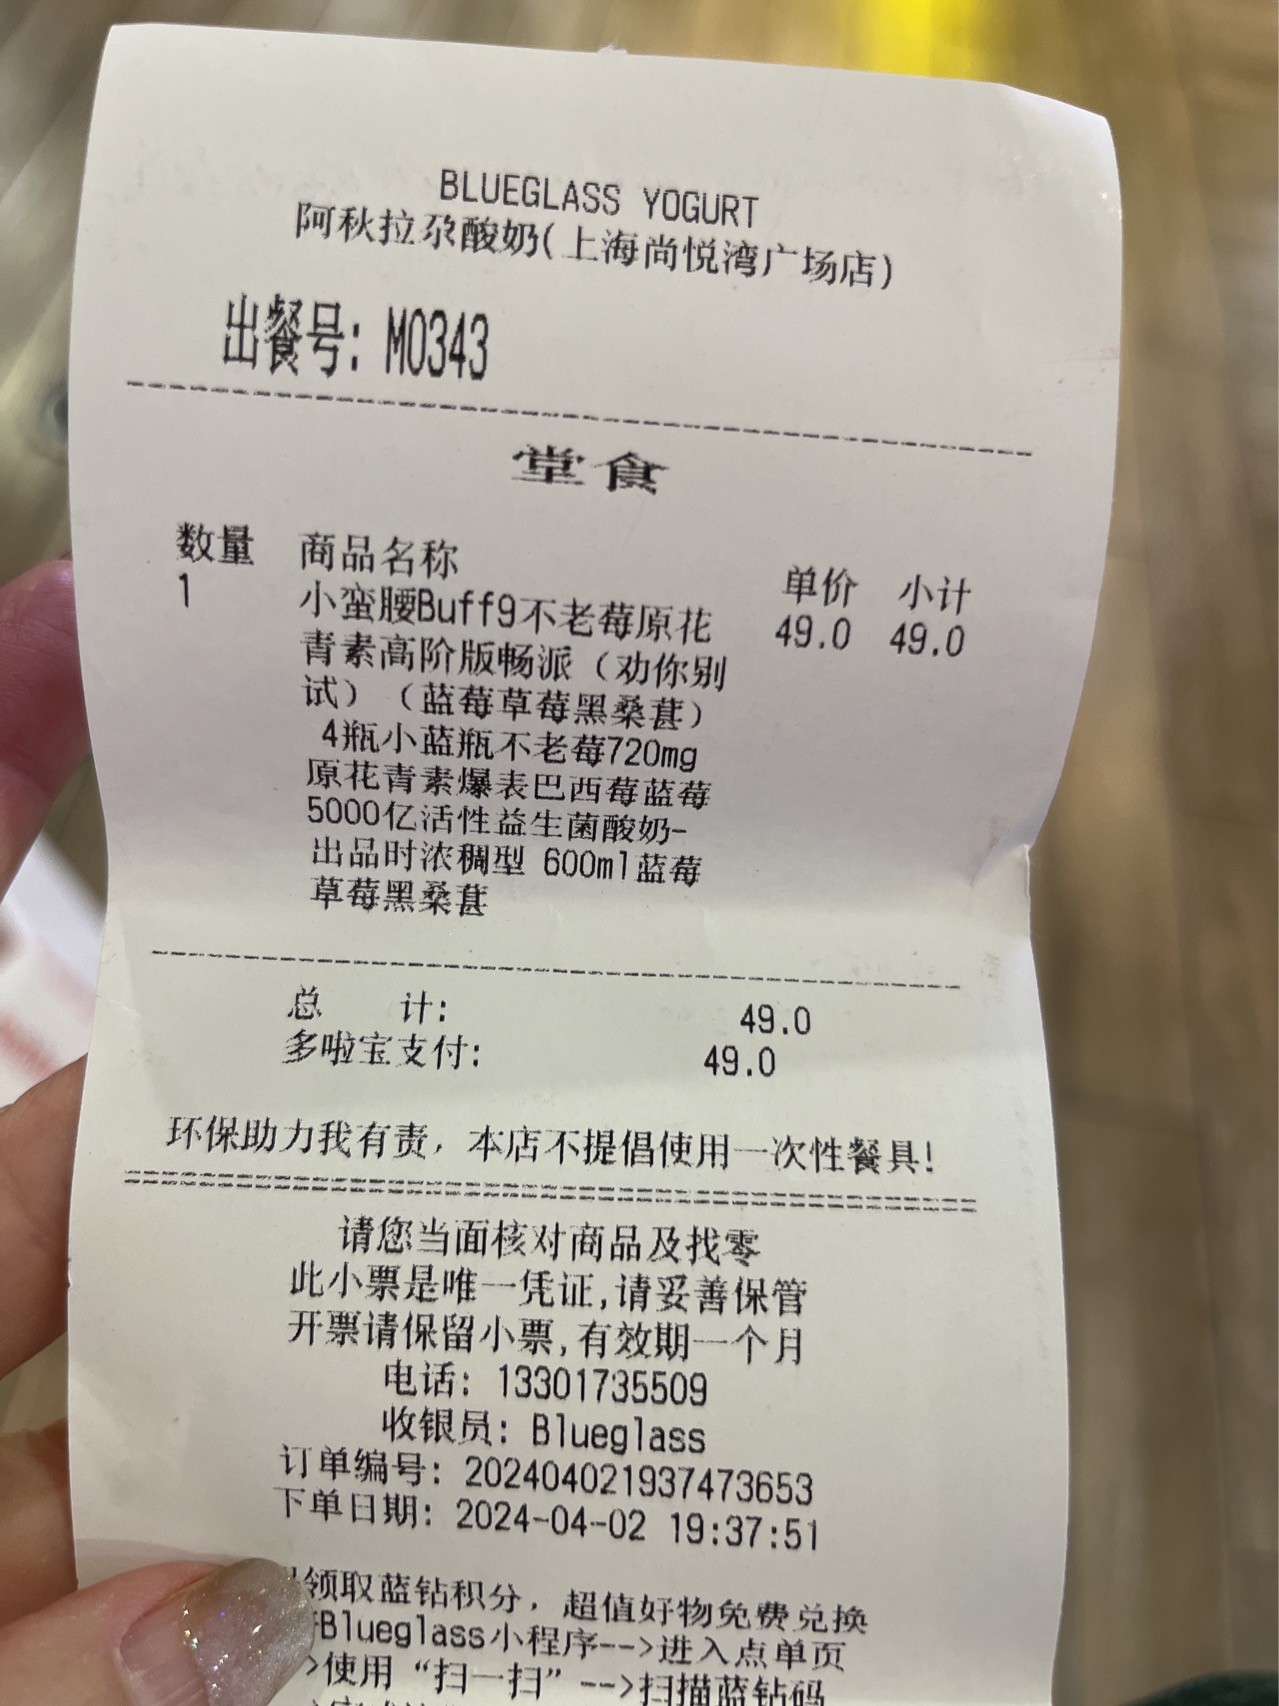 BLUEGLASS YOGURT
阿秋拉尕酸奶(上海尚悦湾广场店)
出餐号: M0343
堂食
数量 商品名称 单价 小计
1 小蛮腰Buff9不老莓原花 49.0 49.0
青素高阶版畅派（劝你别
试）（蓝莓草莓黑桑葚）
4瓶小蓝瓶不老莓720mg
原花青素爆表巴西莓蓝莓
5000亿活性益生菌酸奶-
出品时浓稠型 600ml蓝莓
草莓黑桑葚
总 计: 49.0
多啦宝支付: 49.0
环保助力我有责，本店不提倡使用一次性餐具!
请您当面核对商品及找零
此小票是唯一凭证,请妥善保管
开票请保留小票,有效期一个月
电话: 13301735509
收银员: Blueglass
订单编号: 202404021937473653
下单日期: 2024-04-02 19:37:51
领取蓝钻积分，超值好物免费兑换
Blueglass小程序-->进入点单页
>使用“扫一扫”-->扫描蓝钻码